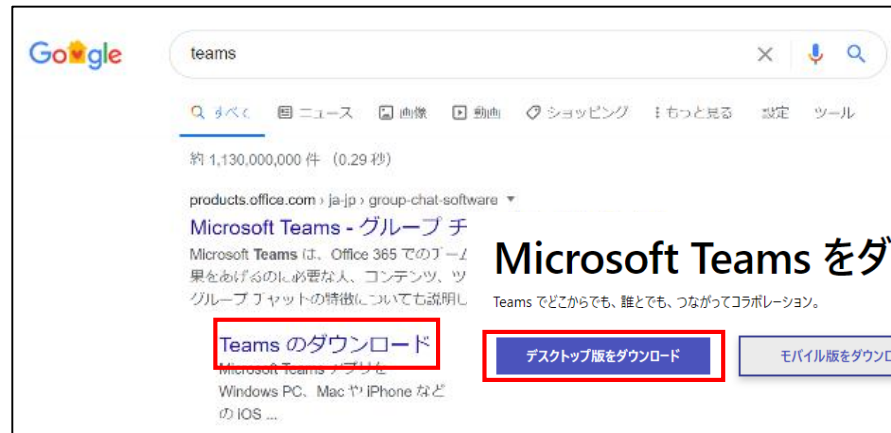 Google
teams
すべて ニュース 画像 動画 ショッピング もっと見る 設定 ツール
約 1,130,000,000 件 (0.29 秒)
products.office.com › ja-jp › group-chat-software
Microsoft Teams - グループ チ
Microsoft Teams は、Office 365 でのチーム
果をあげるのに必要な人、コンテンツ、ツ
グループ チャットの特徴についても説明し
Teams のダウンロード
Microsoft Teams アプリを
Windows PC、Mac や iPhone など
の iOS ...
Microsoft Teams をダ
Teams でどこからでも、誰とでも、つながってコラボレーション。
デスクトップ版をダウンロード
モバイル版をダウンロ